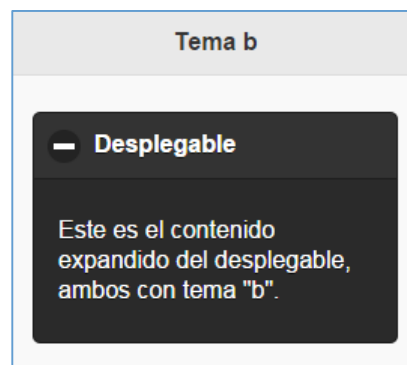 Tema b
Desplegable
Este es el contenido
expandido del desplegable,
ambos con tema "b".